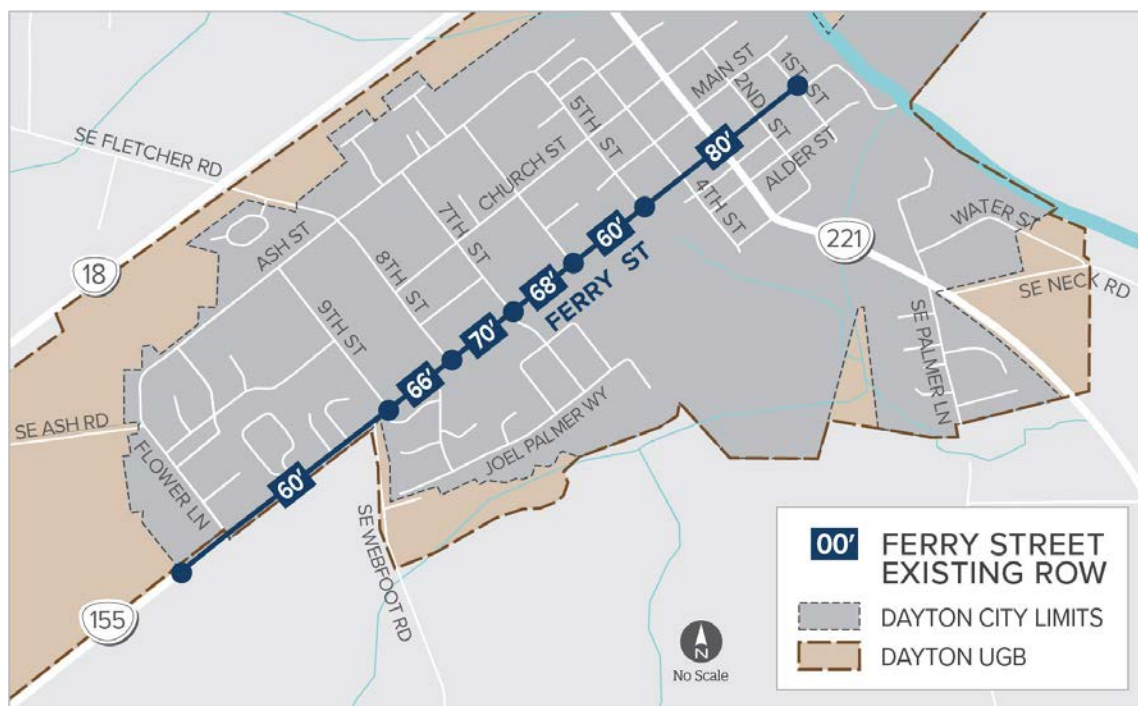 MAIN ST
1ST ST
2ND ST
5TH ST
80'
SE FLETCHER RD
CHURCH ST
ALDER ST
4TH ST
7TH ST
60'
ASH ST
WATER ST
221
8TH ST
68'
FERRY ST
18
SE NECK RD
9TH ST
70'
66'
SE PALMER LN
SE ASH RD
JOEL PALMER WY
FLOWER LN
60'
SE WEBFOOT RD
155
N
No Scale
00' FERRY STREET
EXISTING ROW
DAYTON CITY LIMITS
DAYTON UGB